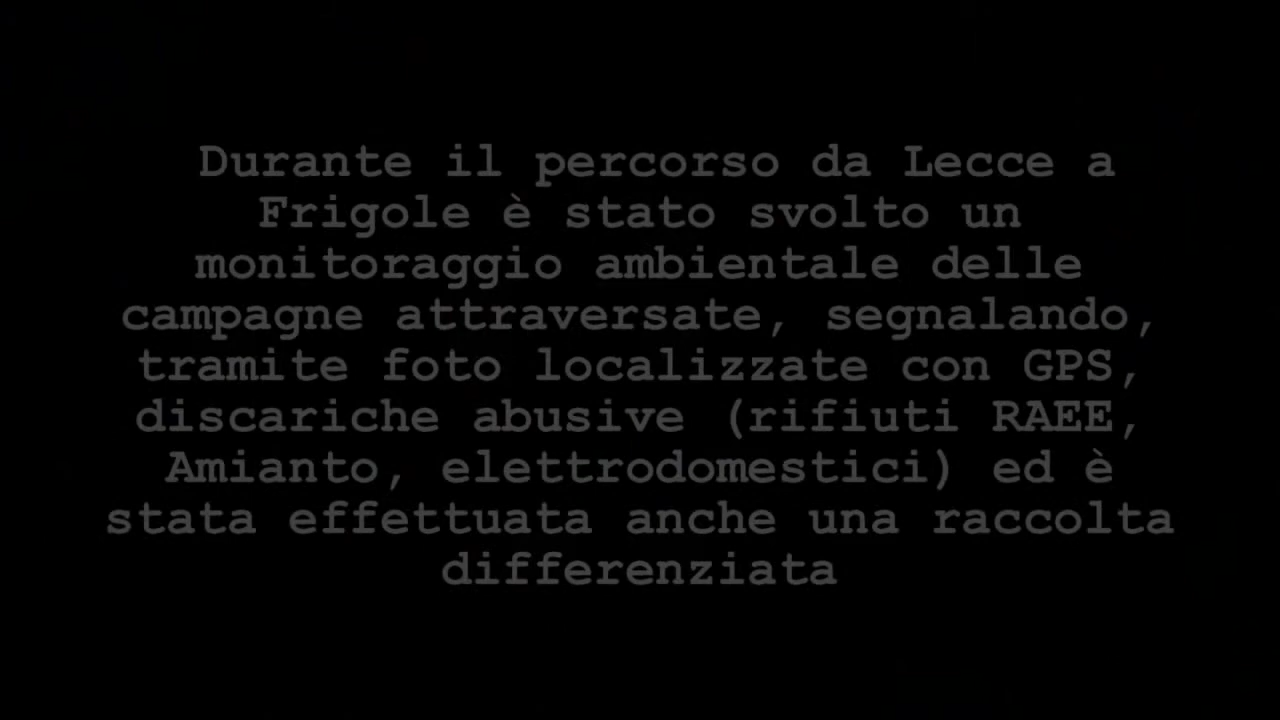 Durante il percorso da Lecce a
Frigole è stato svolto un
monitoraggio ambientale delle
campagne attraversate, segnalando,
tramite foto localizzate con GPS,
discariche abusive (rifiuti RAEE,
Amianto, elettrodomestici) ed è
stata effettuata anche una raccolta
differenziata